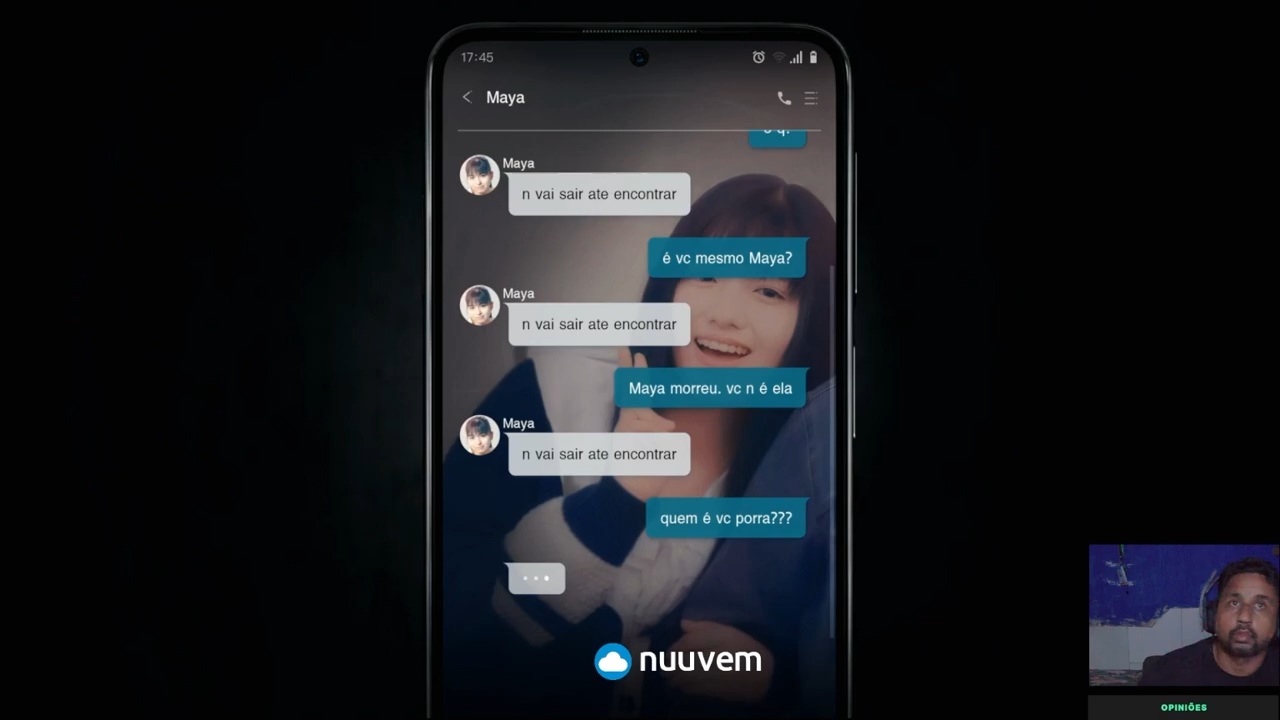 17:45
Maya
Maya
n vai sair ate encontrar
é vc mesmo Maya?
Maya
n vai sair ate encontrar
Maya morreu. vc n é ela
Maya
n vai sair ate encontrar
quem é vc porra???
nuuvem
OPINIÕES